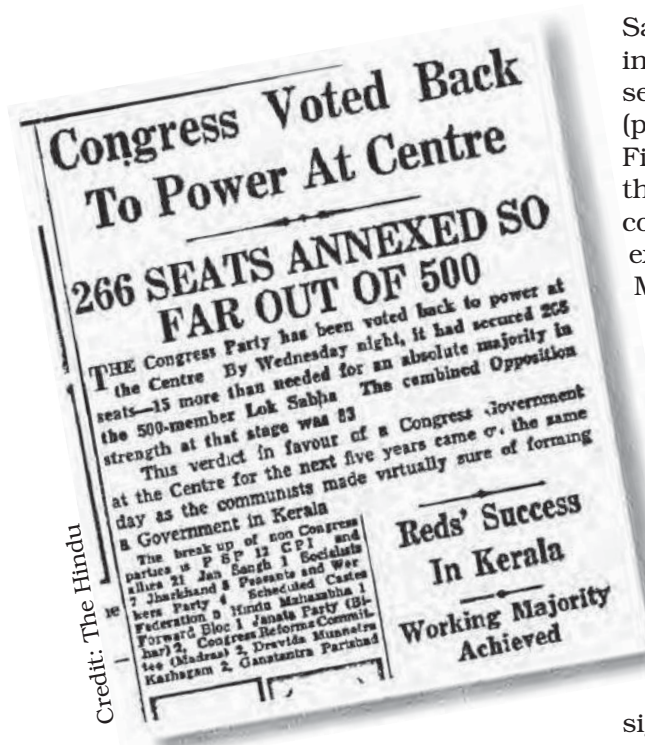 Congress Voted Back
To Power At Centre
266 SEATS ANNEXED SO
FAR OUT OF 500
THE Congress Party has been voted back to power at
the Centre By Wednesday night, it had secured
seats—15 more than needed for an absolute majority in
the 500-member Lok Sabha The combined Opposition
strength at that stage was 83
This verdict in favour of a Congress Government
at the Centre for the next five years came the same
day as the communists made virtually sure of forming
a Government in Kerala
The break up of non Congress
parties is P S P 12 C P I and
allies 21 Jan Sangh 1 Socialists
7 Jharkhand 5 Peasants and Wor
kers Party 4 Scheduled Castes
Federation Hindu Mahasabha 1
Forward Bloc 1 Janata Party (Bi-
har) 2, Congress Reforms Commit-
tee (Madras) 2, Dravida Munnetra
Kazhagam 2, Ganatantra Parishad
Reds' Success
In Kerala
Working Majority
Achieved
Credit: The Hindu
Sa
in
se
(p
Fi
th
co
ex
M
si